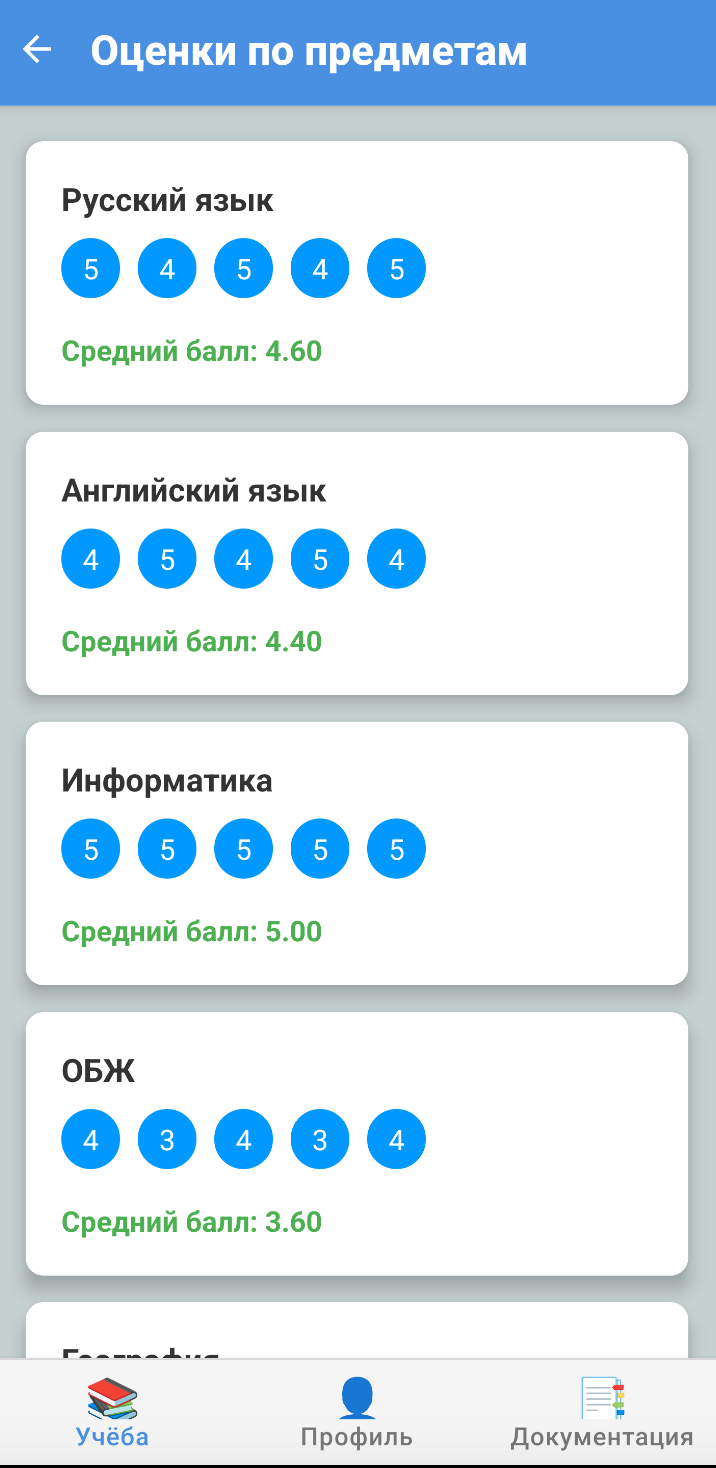 Оценки по предметам
Русский язык
5 4 5 4 5
Средний балл: 4.60
Английский язык
4 5 4 5 4
Средний балл: 4.40
Информатика
5 5 5 5 5
Средний балл: 5.00
ОБЖ
4 3 4 3 4
Средний балл: 3.60
География
Учёба Профиль Документация